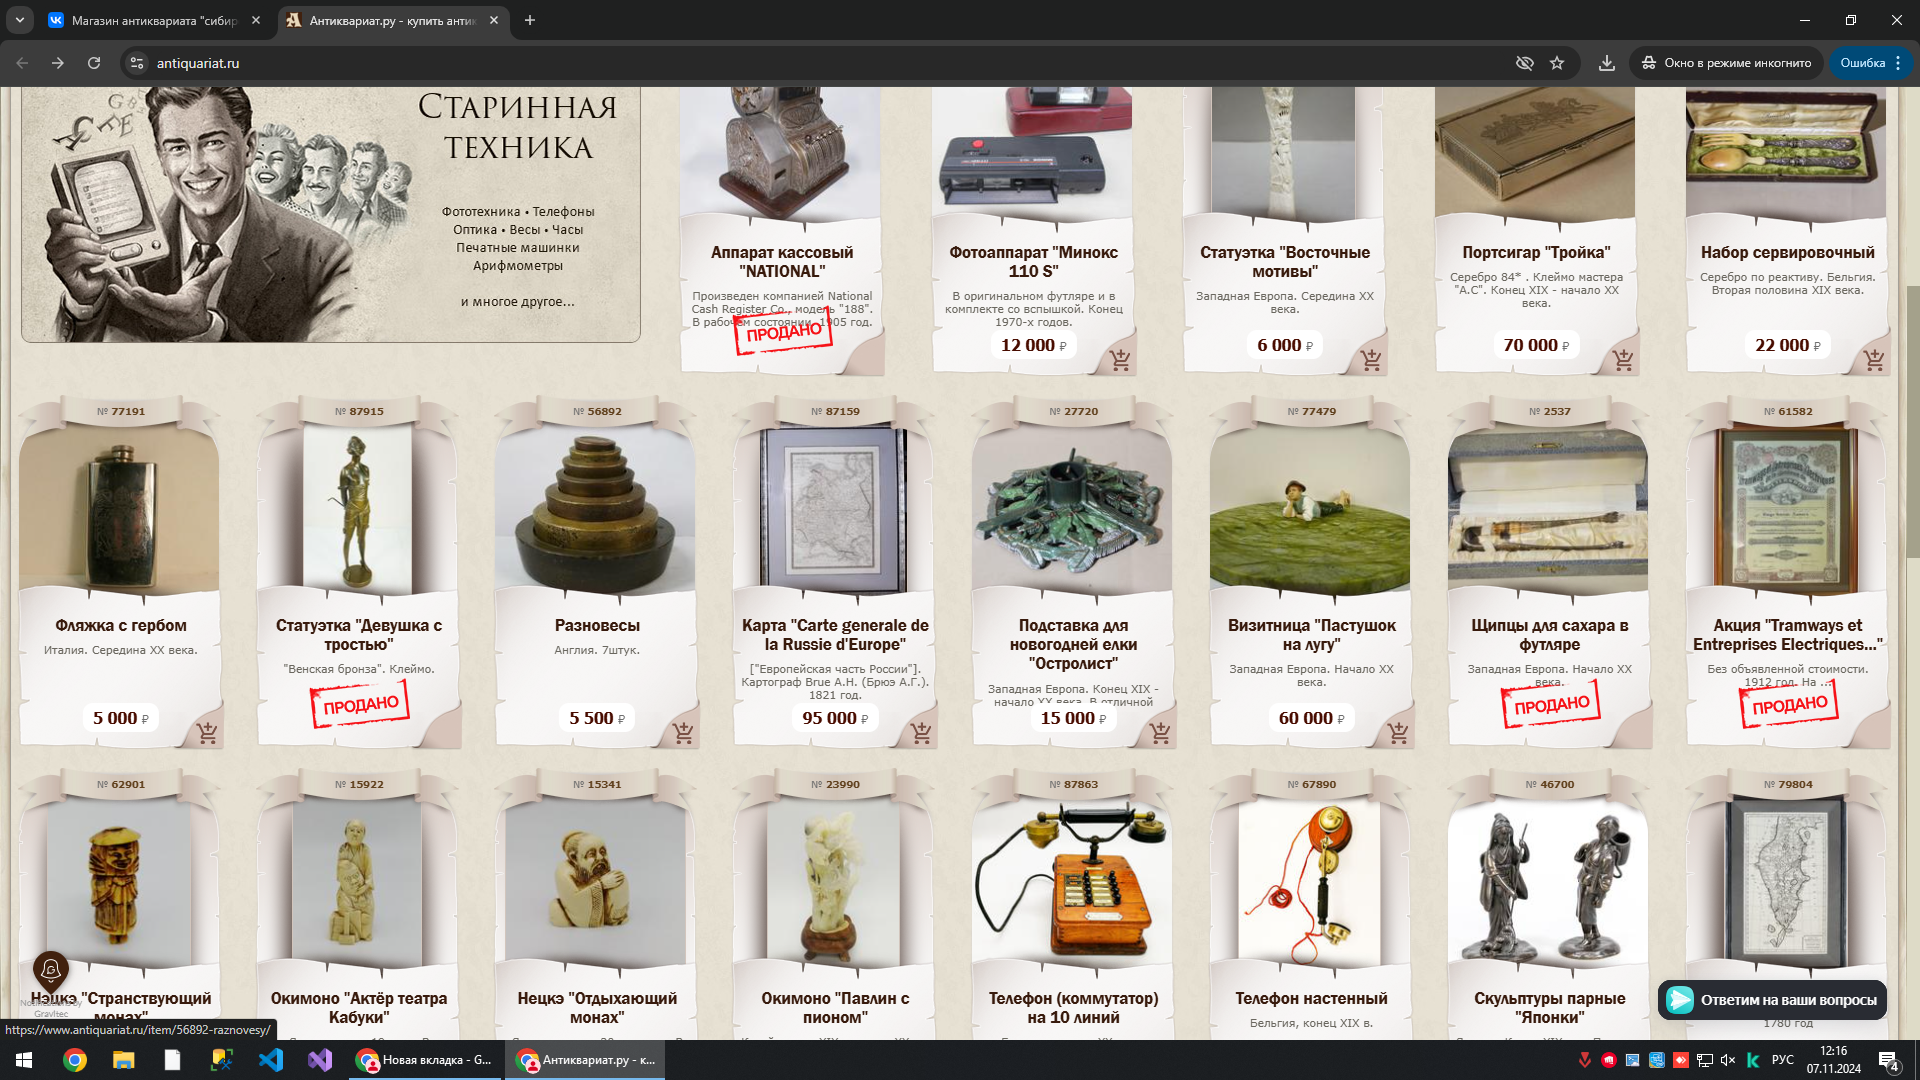 Магазин антиквариата "сибир
Антиквариат.ру - купить анти
antiquariat.ru
Окно в режиме инкогнито
Ошибка
Старинная
техника
Фототехника • Телефоны
Оптика • Весы • Часы
Печатные машинки
Арифмометры
и многое другое...
Аппарат кассовый
"NATIONAL"
Произведен компанией National
Cash Register Co., модель "188".
В рабочем состоянии. 1905 год.
ПРОДАНО
Фотоаппарат "Минокс
110 S"
В оригинальном футляре и в
комплекте со вспышкой. Конец
1970-х годов.
12 000 ₽
Статуэтка "Восточные
мотивы"
Западная Европа. Середина XX
века.
6 000 ₽
Портсигар "Тройка"
Серебро 84* . Клеймо мастера
"А.С". Конец XIX - начало XX
века.
70 000 ₽
Набор сервировочный
Серебро по реактиву. Бельгия.
Вторая половина XIX века.
22 000 ₽
№ 77191
Фляжка с гербом
Италия. Середина XX века.
5 000 ₽
№ 87915
Статуэтка "Девушка с
тростью"
"Венская бронза". Клеймо.
ПРОДАНО
№ 56892
Разновесы
Англия. 7штук.
5 500 ₽
№ 87159
Карта "Carte generale de
la Russie d'Europe"
["Европейская часть России"].
Картограф Brue A.H. (Брюэ А.Г.).
1821 год.
95 000 ₽
№ 27720
Подставка для
новогодней елки
"Остролист"
Западная Европа. Конец XIX -
начало XX века. В отличной
15 000 ₽
№ 77479
Визитница "Пастушок
на лугу"
Западная Европа. Начало XX
века.
60 000 ₽
№ 2537
Щипцы для сахара в
футляре
Западная Европа. Начало XX
века.
ПРОДАНО
№ 61582
Акция "Tramways et
Entreprises Electriques..."
Без объявленной стоимости.
1912 год. На ...
ПРОДАНО
№ 62901
Нэцкэ "Странствующий
монах"
№ 15922
Окимоно "Актёр театра
Кабуки"
№ 15341
Нецкэ "Отдыхающий
монах"
№ 23990
Окимоно "Павлин с
пионом"
№ 87863
Телефон (коммутатор)
на 10 линий
№ 67890
Телефон настенный
Бельгия, конец XIX в.
№ 46700
Скульптуры парные
"Японки"
№ 79804
1780 год
Notifications by
Gravitec
Ответим на ваши вопросы
https://www.antiquariat.ru/item/56892-raznovesy/
Новая вкладка - G...
Антиквариат.ру - к...
РУС
12:16
07.11.2024
4